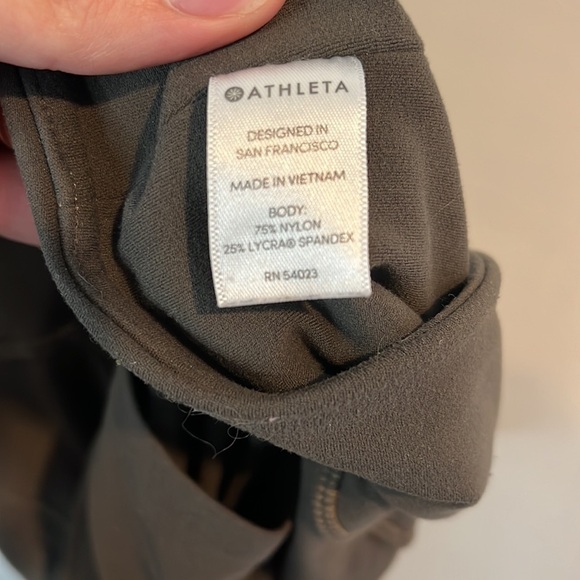 ATHLETA
DESIGNED IN
SAN FRANCISCO
MADE IN VIETNAM
BODY:
75% NYLON
25% LYCRA® SPANDEX
RN 54023